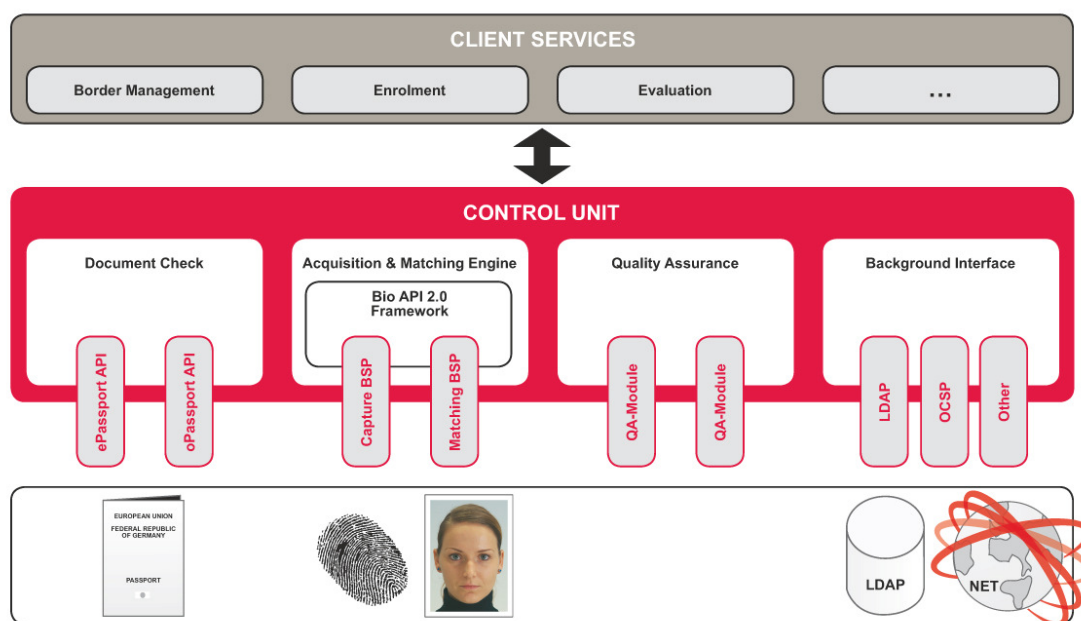 CLIENT SERVICES
Border Management
Enrolment
Evaluation
...
CONTROL UNIT
Document Check
Acquisition & Matching Engine
Quality Assurance
Background Interface
Bio API 2.0
Framework
ePassport API
oPassport API
Capture BSP
Matching BSP
QA-Module
QA-Module
LDAP
OCSP
Other
EUROPEAN UNION
FEDERAL REPUBLIC
OF GERMANY
PASSPORT
LDAP
NET